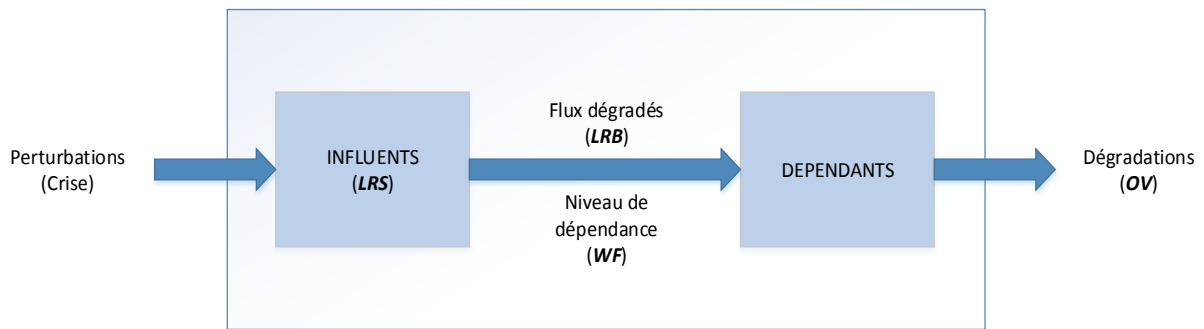 Perturbations
(Crise)
INFLUENTS
(LRS)
Flux dégradés
(LRB)
Niveau de
dépendance
(WF)
DEPENDANTS
Dégradations
(OV)